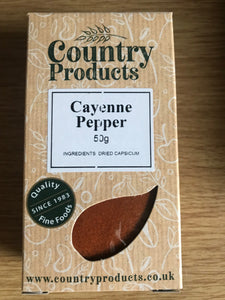 Country
Products
Cayenne
Pepper
50g
INGREDIENTS: DRIED CAPSICUM
Quality
SINCE 1983
Fine Foods
www.countryproducts.co.uk